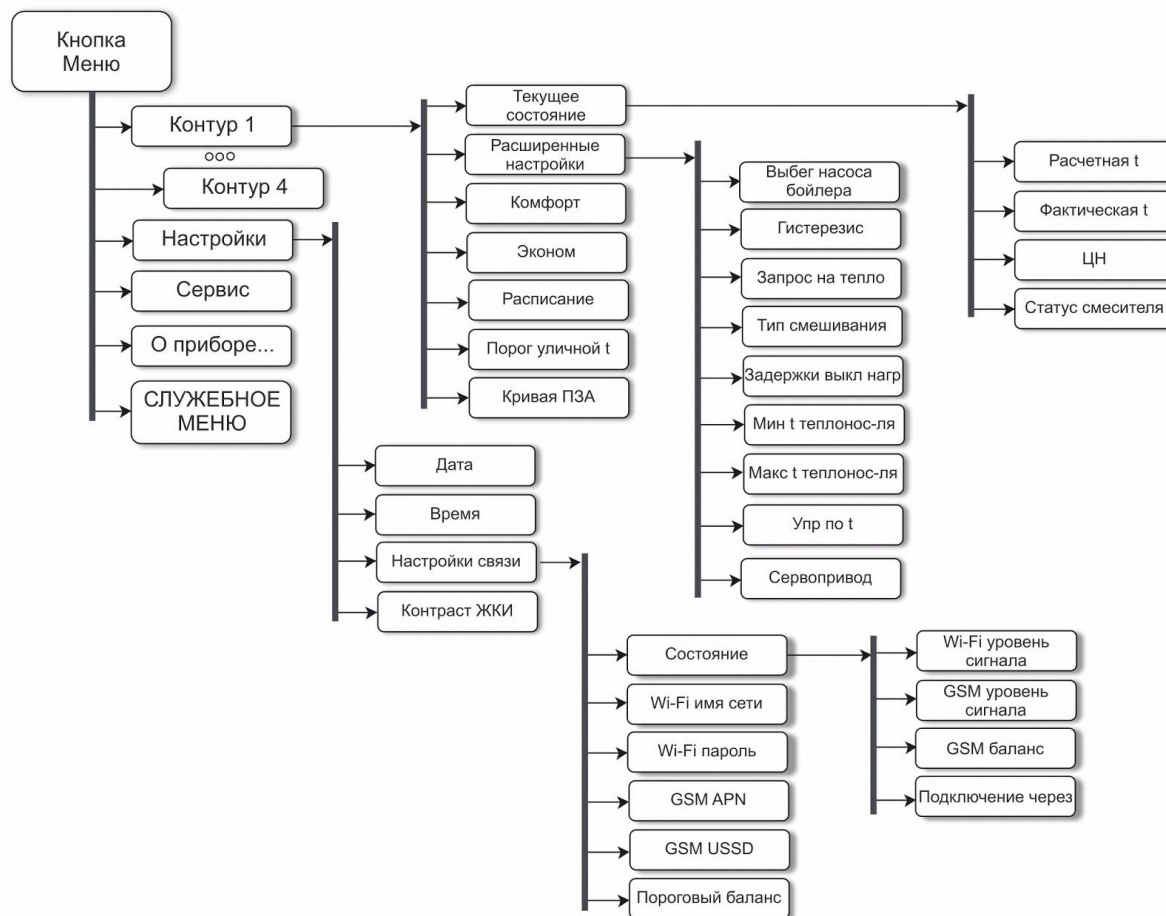 Кнопка
Меню
Контур 1
Контур 4
Настройки
Сервис
О приборе...
СЛУЖЕБНОЕ
МЕНЮ
Текущее
состояние
Расширенные
настройки
Комфорт
Эконом
Расписание
Порог уличной t
Кривая ПЗА
Расчетная t
Фактическая t
ЦН
Статус смесителя
Выбег насоса
бойлера
Гистерезис
Запрос на тепло
Тип смешивания
Задержки выкл нагр
Мин t теплонос-ля
Макс t теплонос-ля
Упр по t
Сервопривод
Дата
Время
Настройки связи
Контраст ЖКИ
Состояние
Wi-Fi имя сети
Wi-Fi пароль
GSM APN
GSM USSD
Пороговый баланс
Wi-Fi уровень
сигнала
GSM уровень
сигнала
GSM баланс
Подключение через